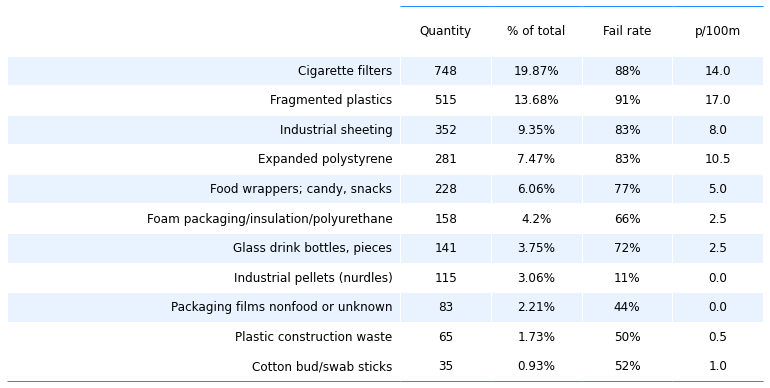 Quantity % of total Fail rate p/100m
Cigarette filters 748 19.87% 88% 14.0
Fragmented plastics 515 13.68% 91% 17.0
Industrial sheeting 352 9.35% 83% 8.0
Expanded polystyrene 281 7.47% 83% 10.5
Food wrappers; candy, snacks 228 6.06% 77% 5.0
Foam packaging/insulation/polyurethane 158 4.2% 66% 2.5
Glass drink bottles, pieces 141 3.75% 72% 2.5
Industrial pellets (nurdles) 115 3.06% 11% 0.0
Packaging films nonfood or unknown 83 2.21% 44% 0.0
Plastic construction waste 65 1.73% 50% 0.5
Cotton bud/swab sticks 35 0.93% 52% 1.0